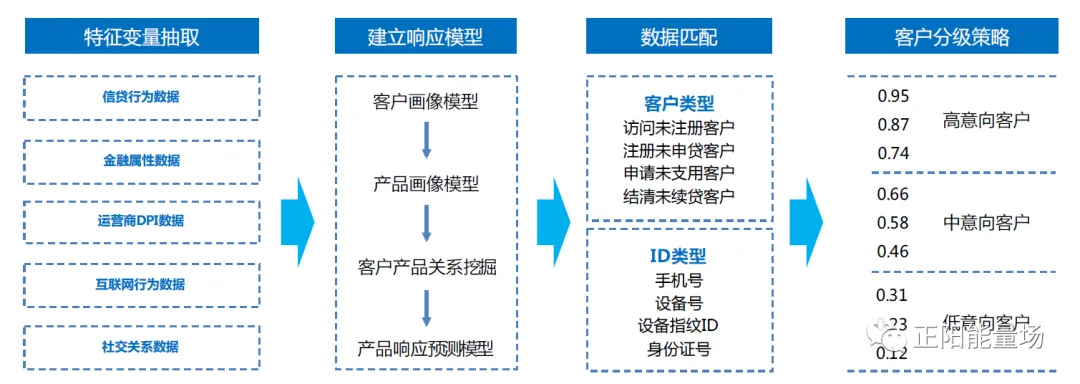 特征变量抽取
信贷行为数据
金融属性数据
运营商DPI数据
互联网行为数据
社交关系数据
建立响应模型
客户画像模型
产品画像模型
客户产品关系挖掘
产品响应预测模型
数据匹配
客户类型
访问未注册客户
注册未申贷客户
申请未支用客户
结清未续贷客户
ID类型
手机号
设备号
设备指纹ID
身份证号
客户分级策略
0.95
0.87
高意向客户
0.74
0.66
0.58
中意向客户
0.46
0.31
低意向客户
0.12
正阳能量场